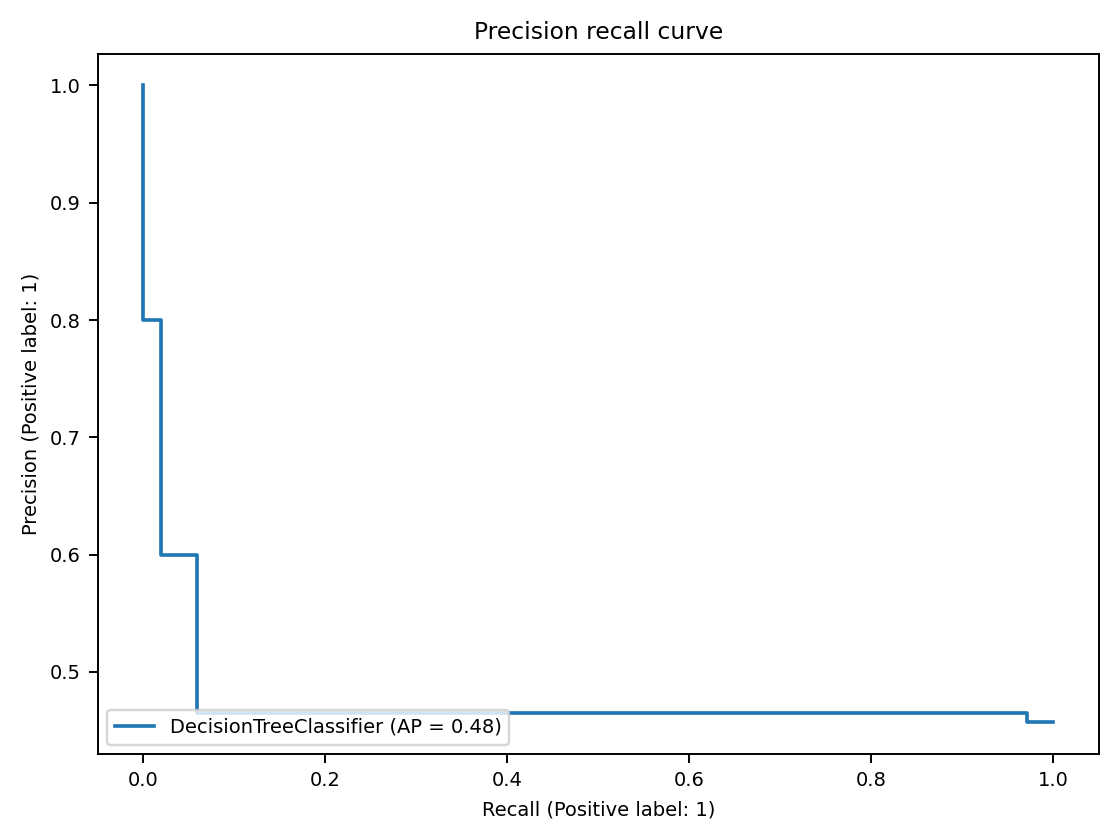 Precision recall curve
Precision (Positive label: 1)
1.0
0.9
0.8
0.7
0.6
0.5
DecisionTreeClassifier (AP = 0.48)
0.0 0.2 0.4 0.6 0.8 1.0
Recall (Positive label: 1)